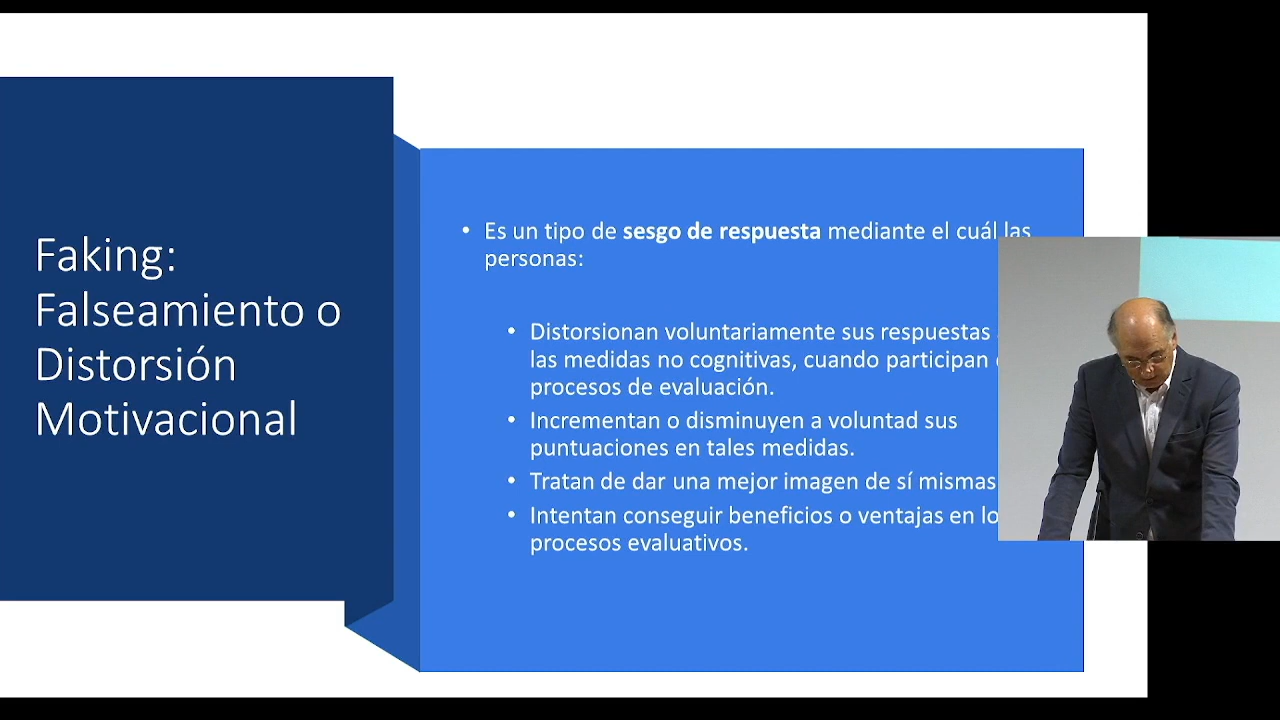 Faking:
Falseamiento o
Distorsión
Motivacional
• Es un tipo de sesgo de respuesta mediante el cuál las
personas:
• Distorsionan voluntariamente sus respuestas
las medidas no cognitivas, cuando participan
procesos de evaluación.
• Incrementan o disminuyen a voluntad sus
puntuaciones en tales medidas.
• Tratan de dar una mejor imagen de sí mismas
• Intentan conseguir beneficios o ventajas en
procesos evaluativos.